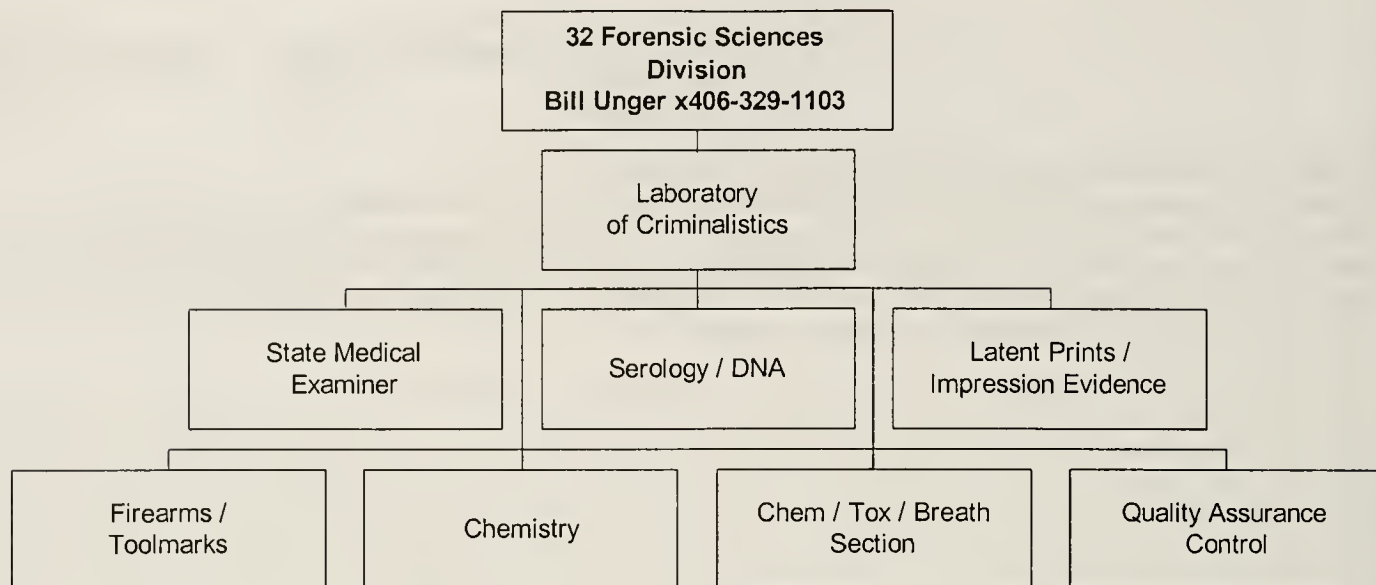 32 Forensic Sciences
Division
Bill Unger x406-329-1103
Laboratory
of Criminalistics
State Medical
Examiner
Serology / DNA
Latent Prints /
Impression Evidence
Firearms /
Toolmarks
Chemistry
Chem / Tox / Breath
Section
Quality Assurance
Control